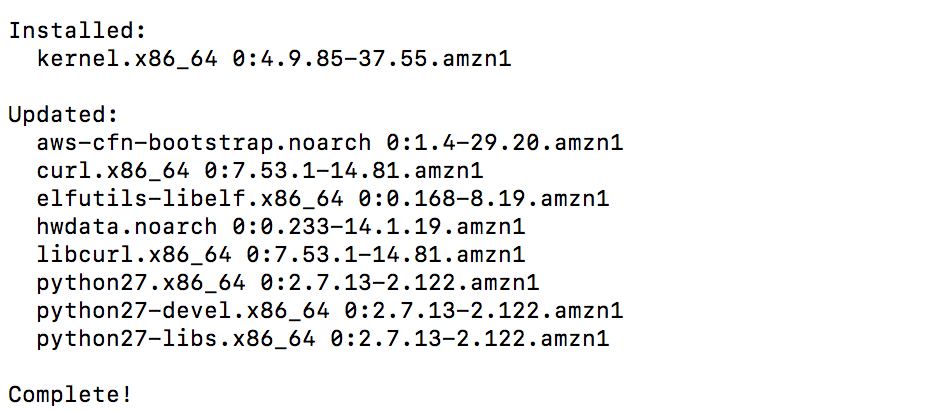 Installed:
kernel.x86_64 0:4.9.85-37.55.amzn1
Updated:
aws-cfn-bootstrap.noarch 0:1.4-29.20.amzn1
curl.x86_64 0:7.53.1-14.81.amzn1
elfutils-libelf.x86_64 0:0.168-8.19.amzn1
hwdata.noarch 0:0.233-14.1.19.amzn1
libcurl.x86_64 0:7.53.1-14.81.amzn1
python27.x86_64 0:2.7.13-2.122.amzn1
python27-devel.x86_64 0:2.7.13-2.122.amzn1
python27-libs.x86_64 0:2.7.13-2.122.amzn1
Complete!